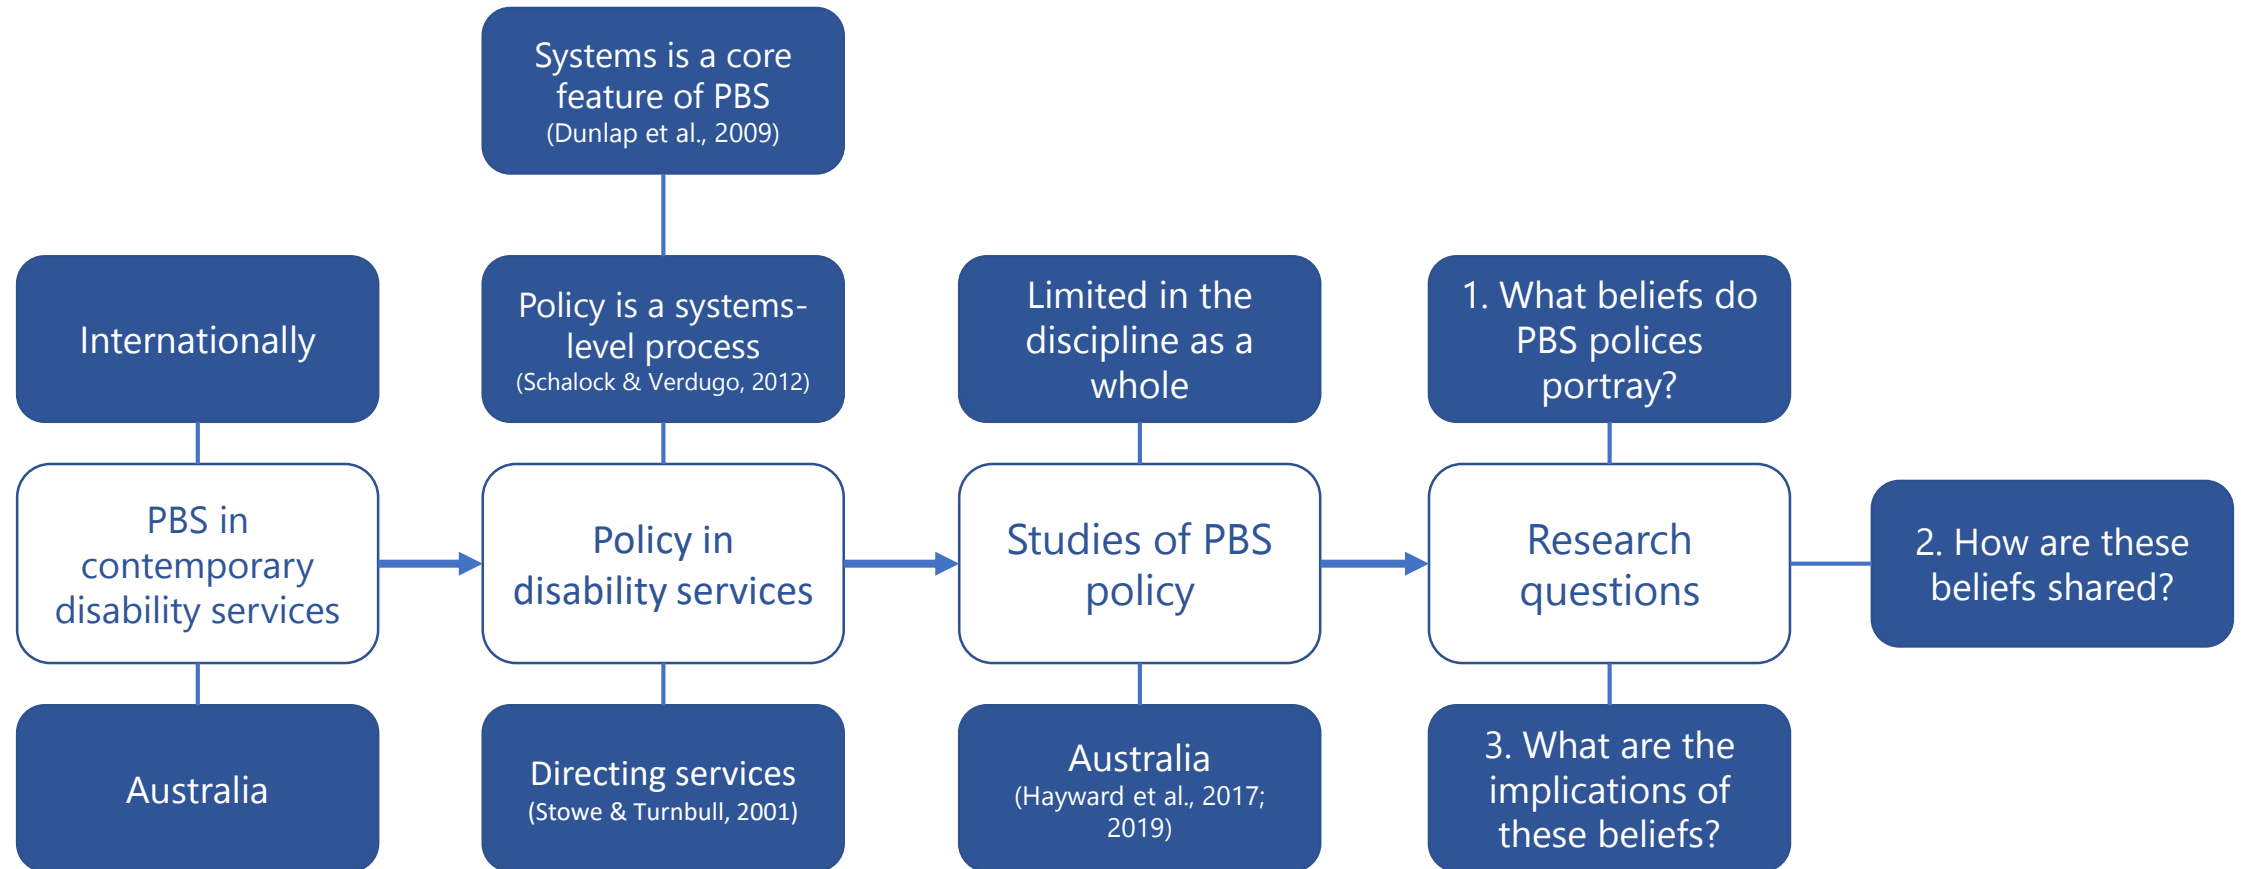 Systems is a core
feature of PBS
(Dunlap et al., 2009)
Internationally
Policy is a systems-
level process
(Schalock & Verdugo, 2012)
Limited in the
discipline as a
whole
1. What beliefs do
PBS polices
portray?
PBS in
contemporary
disability services
Policy in
disability services
Studies of PBS
policy
Research
questions
2. How are these
beliefs shared?
Australia
Directing services
(Stowe & Turnbull, 2001)
Australia
(Hayward et al., 2017;
2019)
3. What are the
implications of
these beliefs?